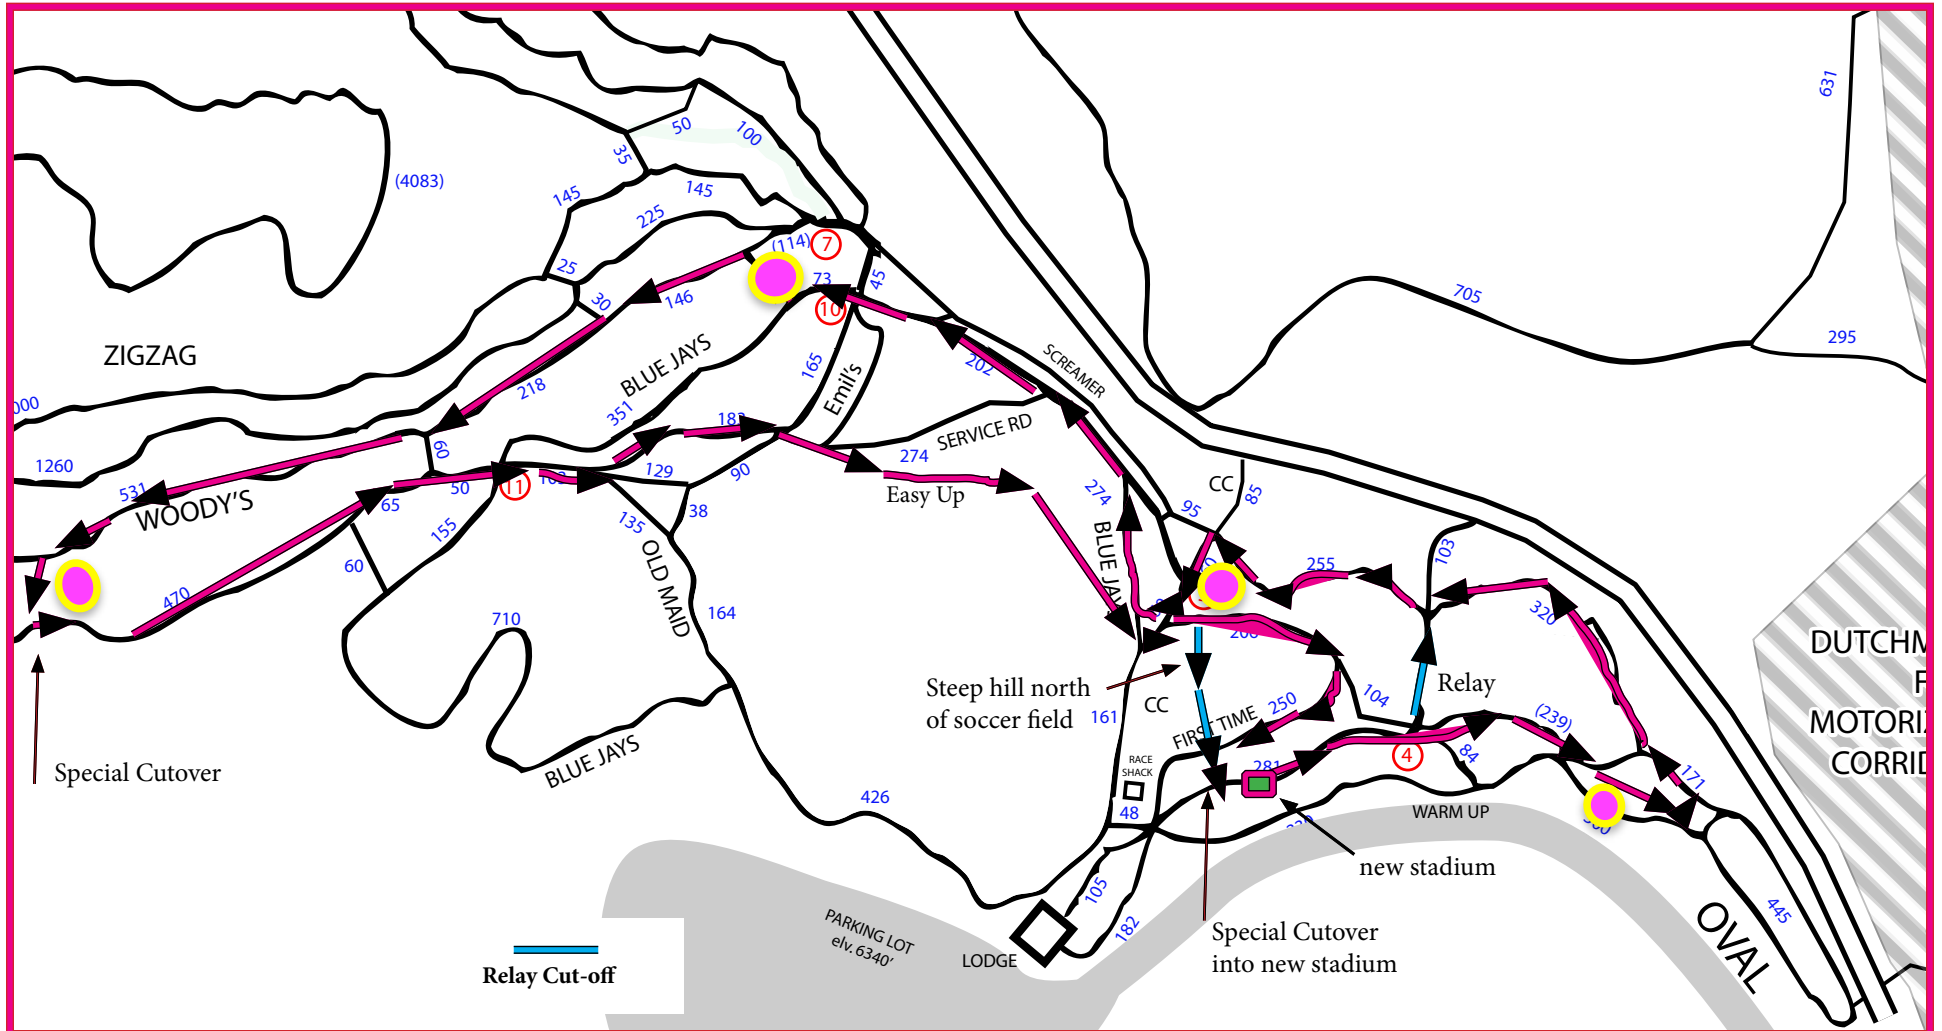 631
50
100
35
(4083)
145
145
225
(114)
7
25
73
45
30
146
10
705
295
ZIGZAG
BLUE JAYS
SCREAMER
202
165
218
Emil's
351
183
SERVICE RD
60
274
129
90
1260
531
WOODY'S
50
11
65
Easy Up
274
CC
85
95
38
135
155
103
60
470
255
BLUE JAY
OLD MAID
710
164
320
DUTCHM
Relay
Steep hill north
of soccer field
250
104
CC
161
FIRST TIME
(239)
MOTORI
CORRID
BLUE JAYS
4
84
RACE
SHACK
281
171
Special Cutover
426
48
WARM UP
new stadium
105
445
PARKING LOT
elv. 6340'
182
OVAL
Special Cutover
into new stadium
LODGE
Relay Cut-off